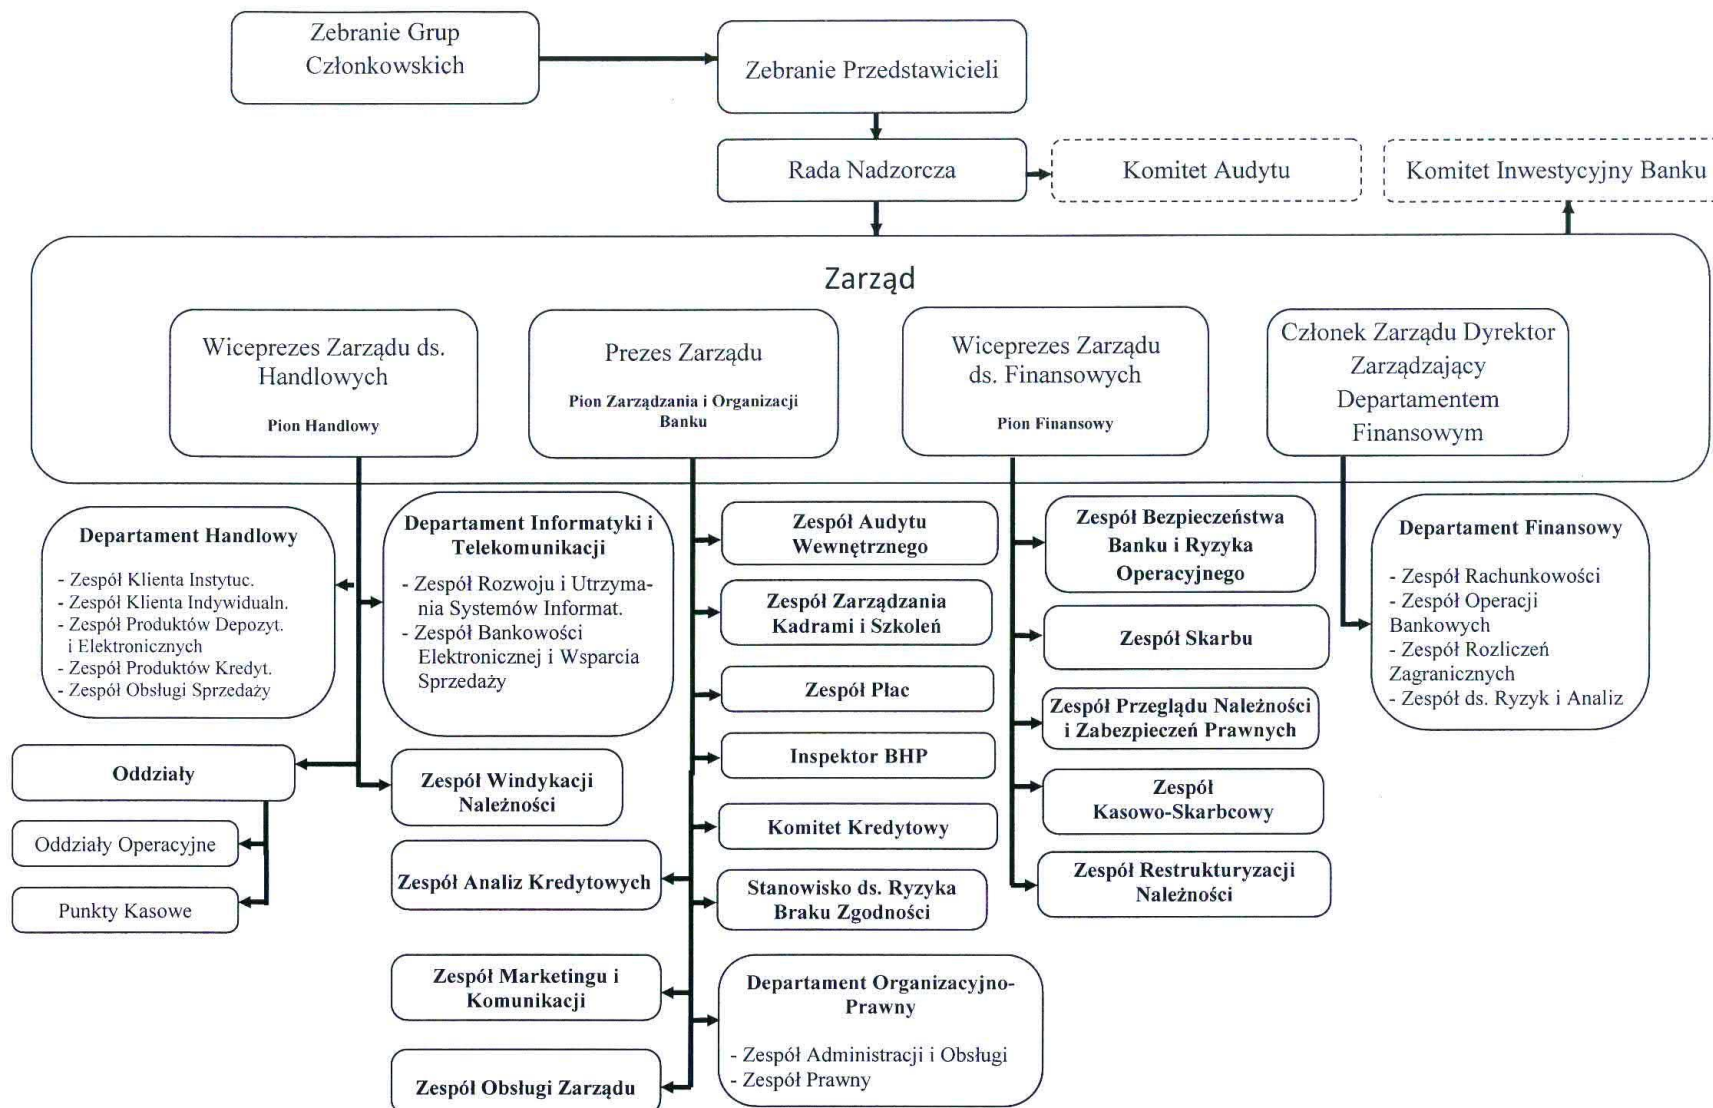 Zebranie Grup
Członkowskich
Zebranie Przedstawicieli
Rada Nadzorcza
Komitet Audytu
Komitet Inwestycyjny Banku
Zarząd
Wiceprezes Zarządu ds.
Handlowych
Pion Handlowy
Prezes Zarządu
Pion Zarządzania i Organizacji
Banku
Wiceprezes Zarządu
ds. Finansowych
Pion Finansowy
Członek Zarządu Dyrektor
Zarządzający
Departamentem
Finansowym
Departament Handlowy
- Zespół Klienta Instytuc.
- Zespół Klienta Indywidualn.
- Zespół Produktów Depozyt.
i Elektronicznych
- Zespół Produktów Kredyt.
- Zespół Obsługi Sprzedaży
Departament Informatyki i
Telekomunikacji
- Zespół Rozwoju i Utrzyma-
nia Systemów Informat.
- Zespół Bankowości
Elektronicznej i Wsparcia
Sprzedaży
Zespół Audytu
Wewnętrznego
Zespół Zarządzania
Kadrami i Szkoleń
Zespół Płac
Inspektor BHP
Komitet Kredytowy
Stanowisko ds. Ryzyka
Braku Zgodności
Departament Organizacyjno-
Prawny
- Zespół Administracji i Obsługi
- Zespół Prawny
Zespół Bezpieczeństwa
Banku i Ryzyka
Operacyjnego
Zespół Skarbu
Zespół Przeglądu Należności
i Zabezpieczeń Prawnych
Zespół
Kasowo-Skarbcowy
Zespół Restrukturyzacji
Należności
Departament Finansowy
- Zespół Rachunkowości
- Zespół Operacji
Bankowych
- Zespół Rozliczeń
Zagranicznych
- Zespół ds. Ryzyk i Analiz
Oddziały
Oddziały Operacyjne
Punkty Kasowe
Zespół Windykacji
Należności
Zespół Analiz Kredytowych
Zespół Marketingu i
Komunikacji
Zespół Obsługi Zarządu